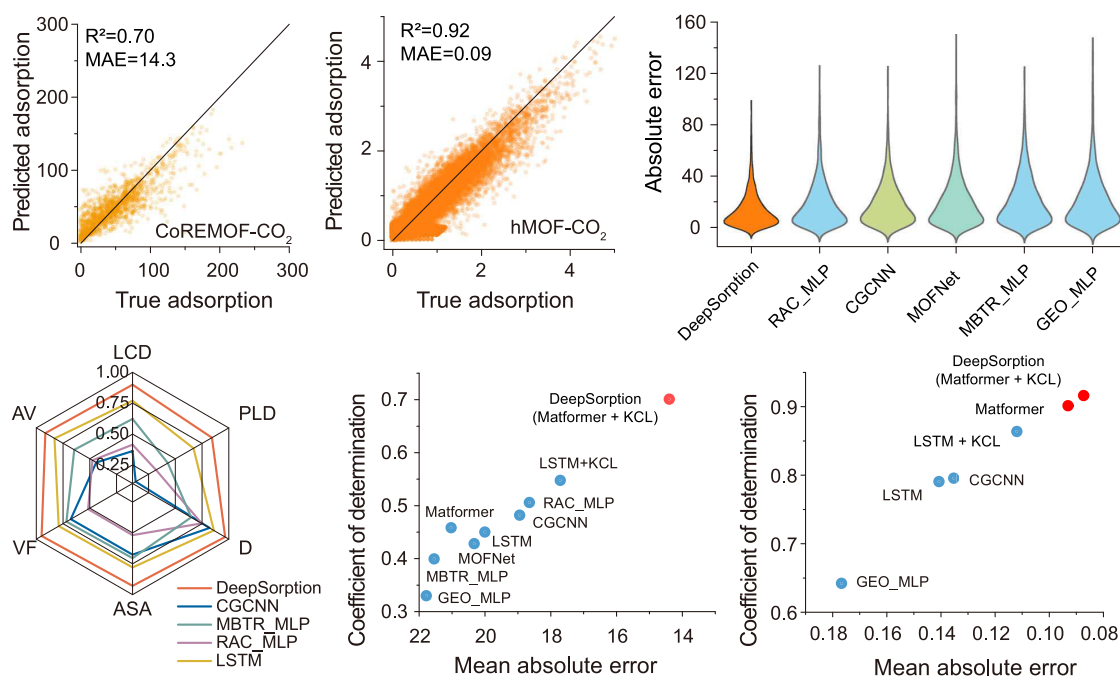 300
200
100
0
Predicted adsorption
R²=0.70
MAE=14.3
CoREMOF-CO₂
0
100
200
300
True adsorption
4
2
0
Predicted adsorption
R²=0.92
MAE=0.09
hMOF-CO₂
0
2
4
True adsorption
160
120
80
40
0
Absolute error
DeepSorption
RAC_MLP
CGCNN
MOFNet
MBTR_MLP
GEO_MLP
LCD
1.00
0.75
0.50
0.25
AV
PLD
VF
D
ASA
DeepSorption
CGCNN
MBTR_MLP
RAC_MLP
LSTM
0.7
0.6
0.5
0.4
0.3
Coefficient of determination
DeepSorption
(Matformer + KCL)
LSTM+KCL
RAC_MLP
Matformer
CGCNN
LSTM
MOFNet
MBTR_MLP
GEO_MLP
22
20
18
16
14
Mean absolute error
0.9
0.8
0.7
0.6
Coefficient of determination
DeepSorption
(Matformer + KCL)
Matformer
LSTM + KCL
CGCNN
LSTM
GEO_MLP
0.18
0.16
0.14
0.12
0.10
0.08
Mean absolute error